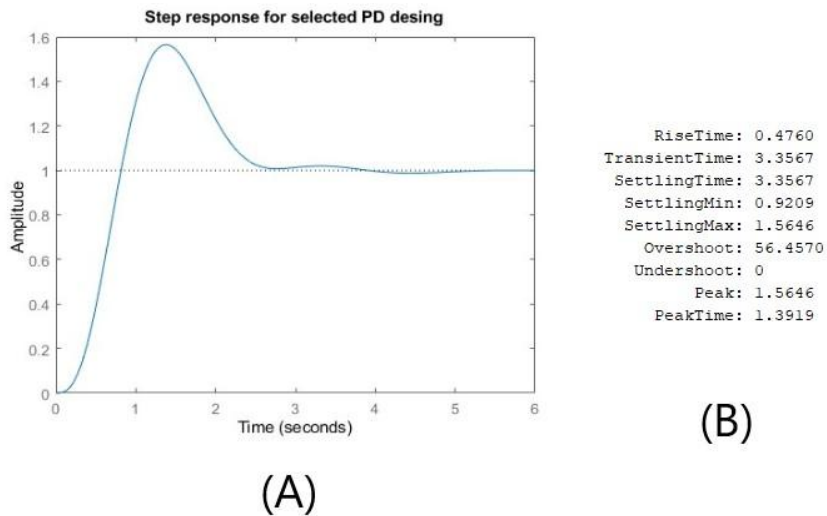 Step response for selected PD desing
1.6
1.4
1.2
1
0.8
0.6
0.4
0.2
0
Amplitude
0 1 2 3 4 5 6
Time (seconds)
(A)
RiseTime: 0.4760
TransientTime: 3.3567
SettlingTime: 3.3567
SettlingMin: 0.9209
SettlingMax: 1.5646
Overshoot: 56.4570
Undershoot: 0
Peak: 1.5646
PeakTime: 1.3919
(B)